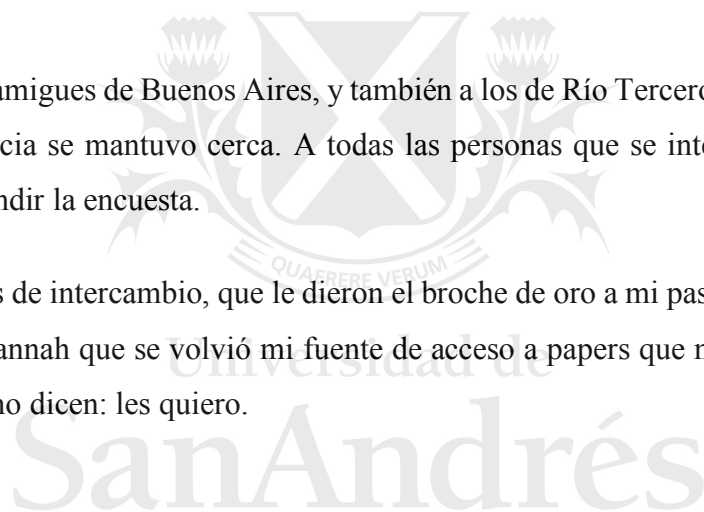 amigues de Buenos Aires, y también a los de Río Tercero
cia se mantuvo cerca. A todas las personas que se inte
ndir la encuesta.
QUAERERE VERUM
s de intercambio, que le dieron el broche de oro a mi pas
annah que se volvió mi fuente de acceso a papers que n
no dicen: les quiero.
Universidad de
SanAndrés